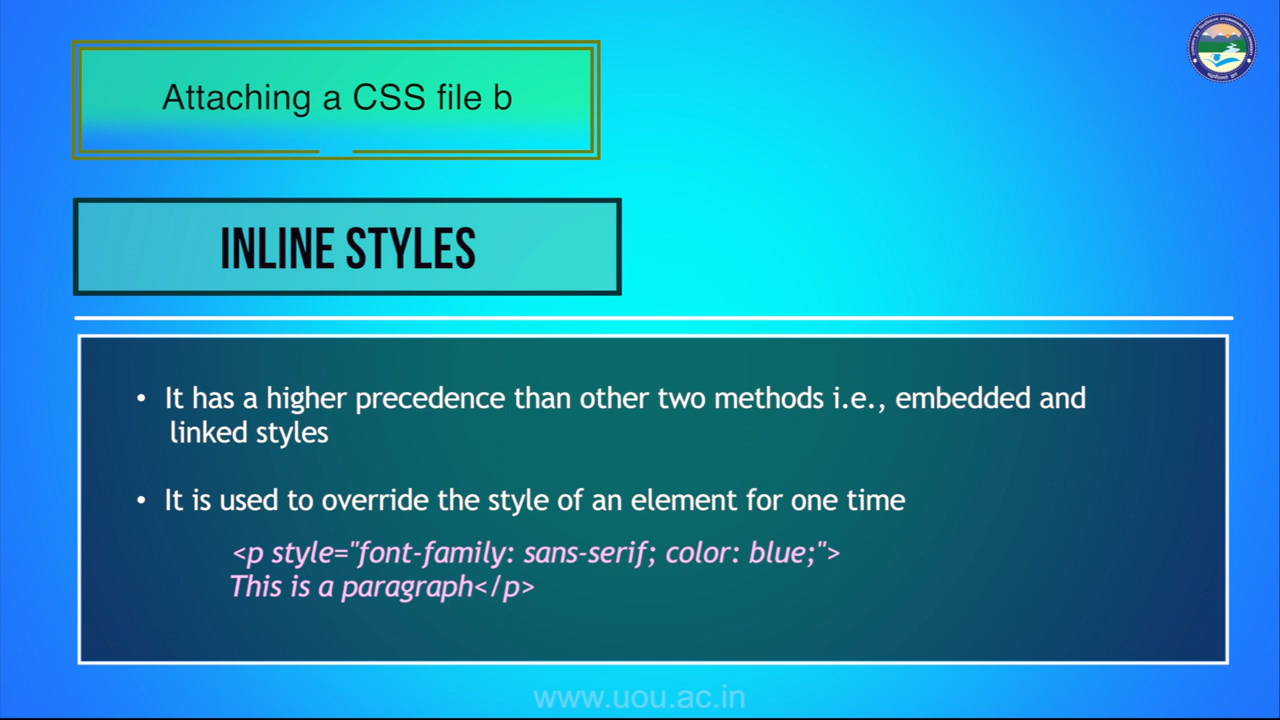 Attaching a CSS file b
INLINE STYLES
• It has a higher precedence than other two methods i.e., embedded and
linked styles
• It is used to override the style of an element for one time
<p style="font-family: sans-serif; color: blue;">
This is a paragraph</p>
www.uou.ac.in